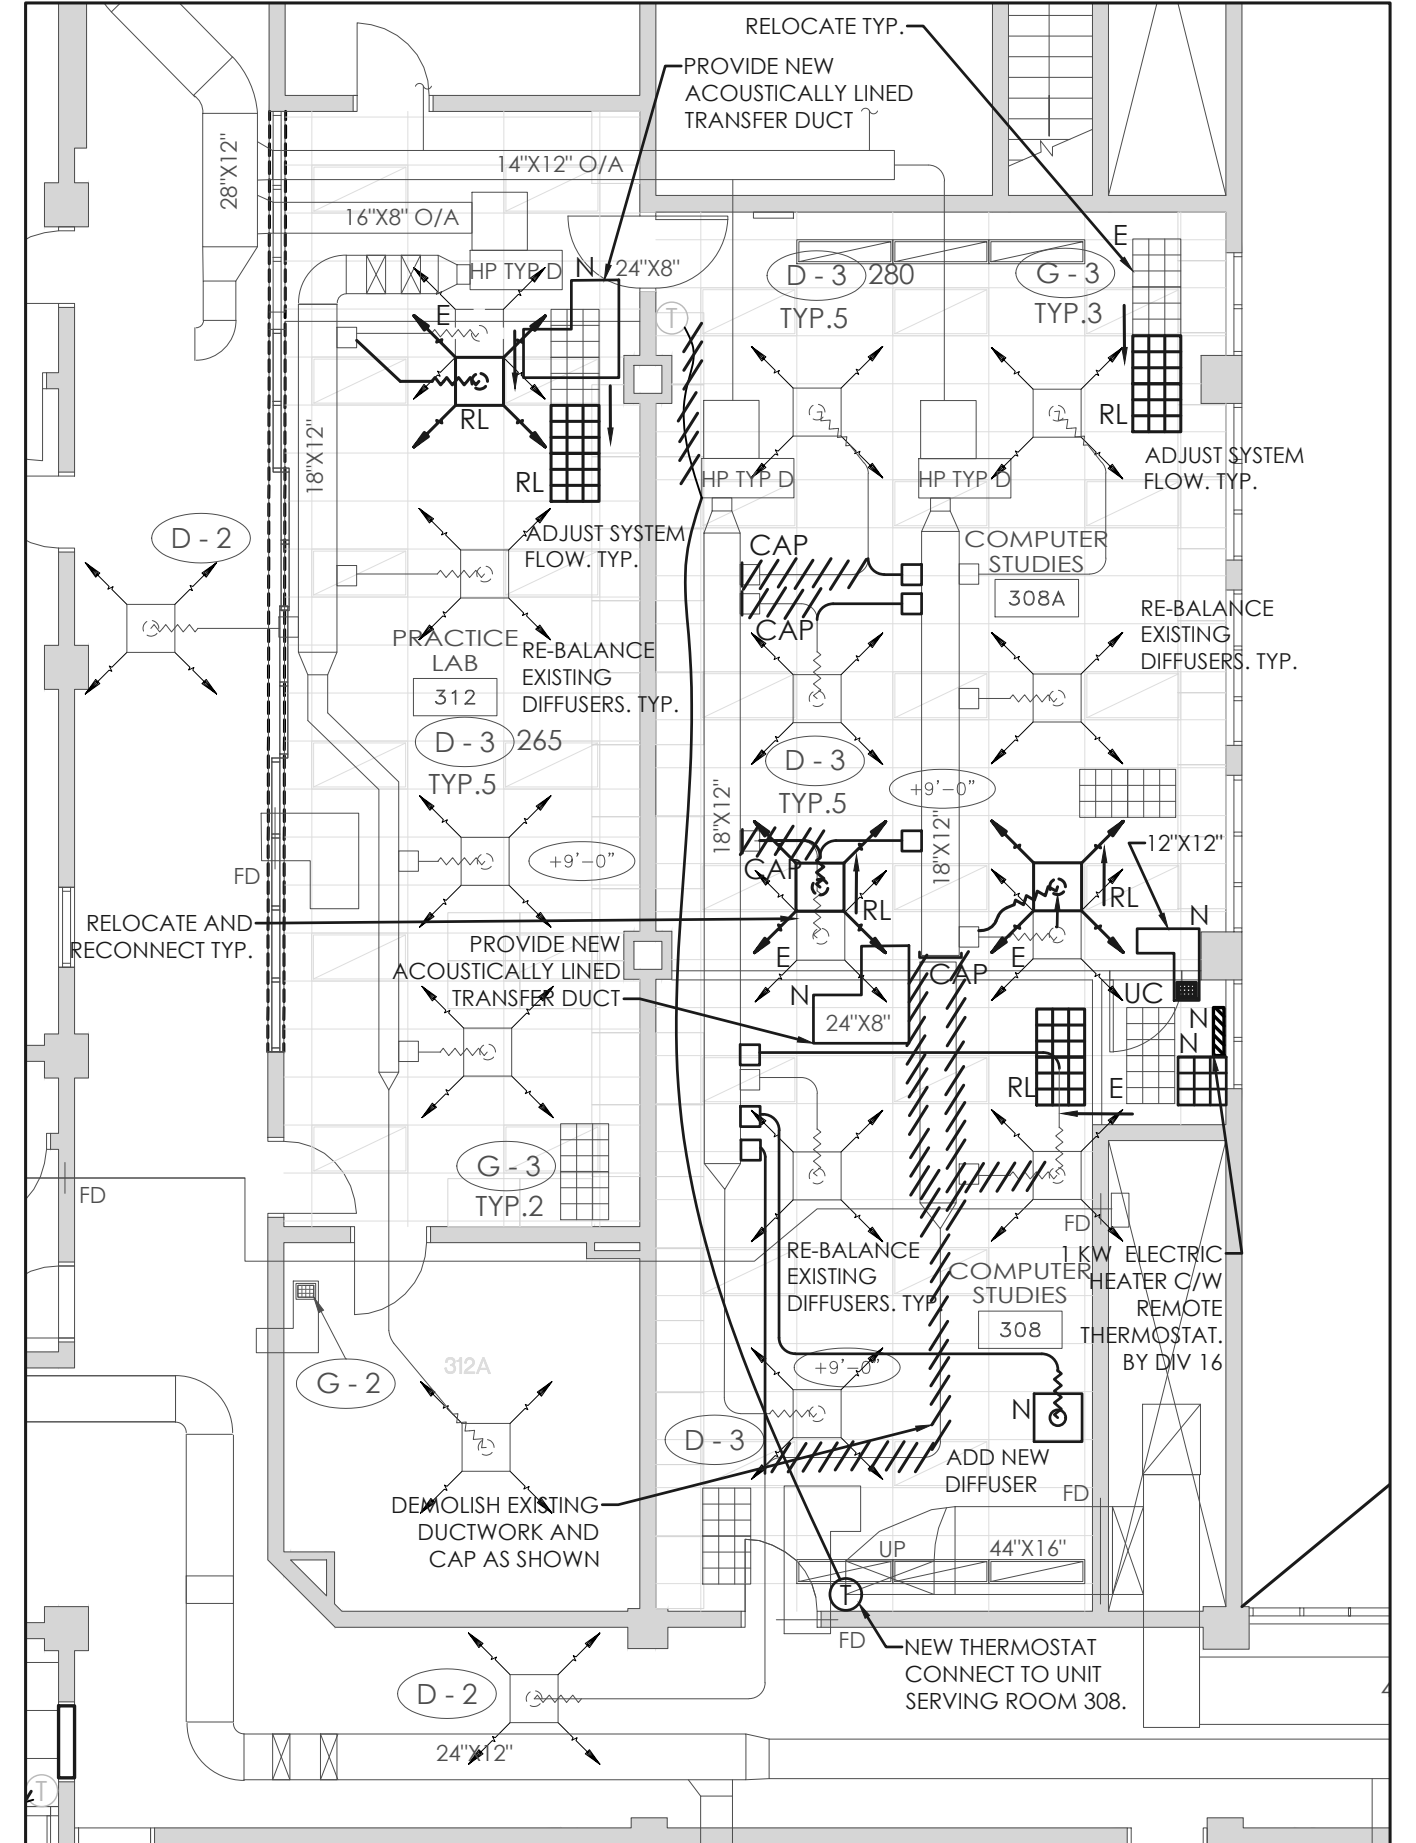 RELOCATE TYP.
PROVIDE NEW
ACOUSTICALLY LINED
TRANSFER DUCT
28"X12"
14"X12" O/A
16"X8" O/A
N
E
HP TYP D
N
24"X8"
D - 3
280
TYP.5
G - 3
TYP.3
E
T
RL
RL
RL
18"X12"
ADJUST SYSTEM
FLOW. TYP.
HP TYP D
HP TYP D
D - 2
ADJUST SYSTEM
FLOW. TYP.
CAP
COMPUTER
STUDIES
308A
CAP
PRACTICE
LAB
312
RE-BALANCE
EXISTING
DIFFUSERS. TYP.
RE-BALANCE
EXISTING
DIFFUSERS. TYP.
D - 3
265
TYP.5
D - 3
TYP.5
+9'-0"
18"X12"
18"X12"
12"X12"
+9'-0"
FD
CAP
RL
RL
N
RELOCATE AND
RECONNECT TYP.
PROVIDE NEW
ACOUSTICALLY LINED
TRANSFER DUCT
E
E
CAP
N
24"X8"
UC
N
N
RL
E
G - 3
TYP.2
FD
FD
RE-BALANCE
EXISTING
DIFFUSERS. TYP.
COMPUTER
STUDIES
308
1 KW ELECTRIC
HEATER C/W
REMOTE
THERMOSTAT.
BY DIV 16
312A
G - 2
+9'-0"
N
D - 3
ADD NEW
DIFFUSER
DEMOLISH EXISTING
DUCTWORK AND
CAP AS SHOWN
FD
UP
44"X16"
T
FD
NEW THERMOSTAT
CONNECT TO UNIT
SERVING ROOM 308.
D - 2
24"X12"
T